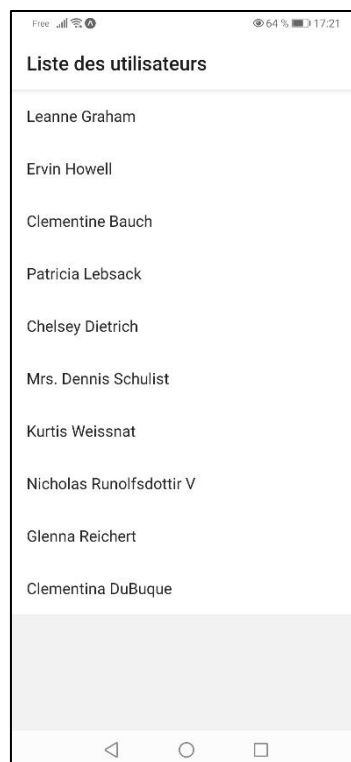 Free 64 % 17:21
Liste des utilisateurs
Leanne Graham
Ervin Howell
Clementine Bauch
Patricia Lebsack
Chelsey Dietrich
Mrs. Dennis Schulist
Kurtis Weissnat
Nicholas Runolfsdottir V
Glenna Reichert
Clementina DuBuque